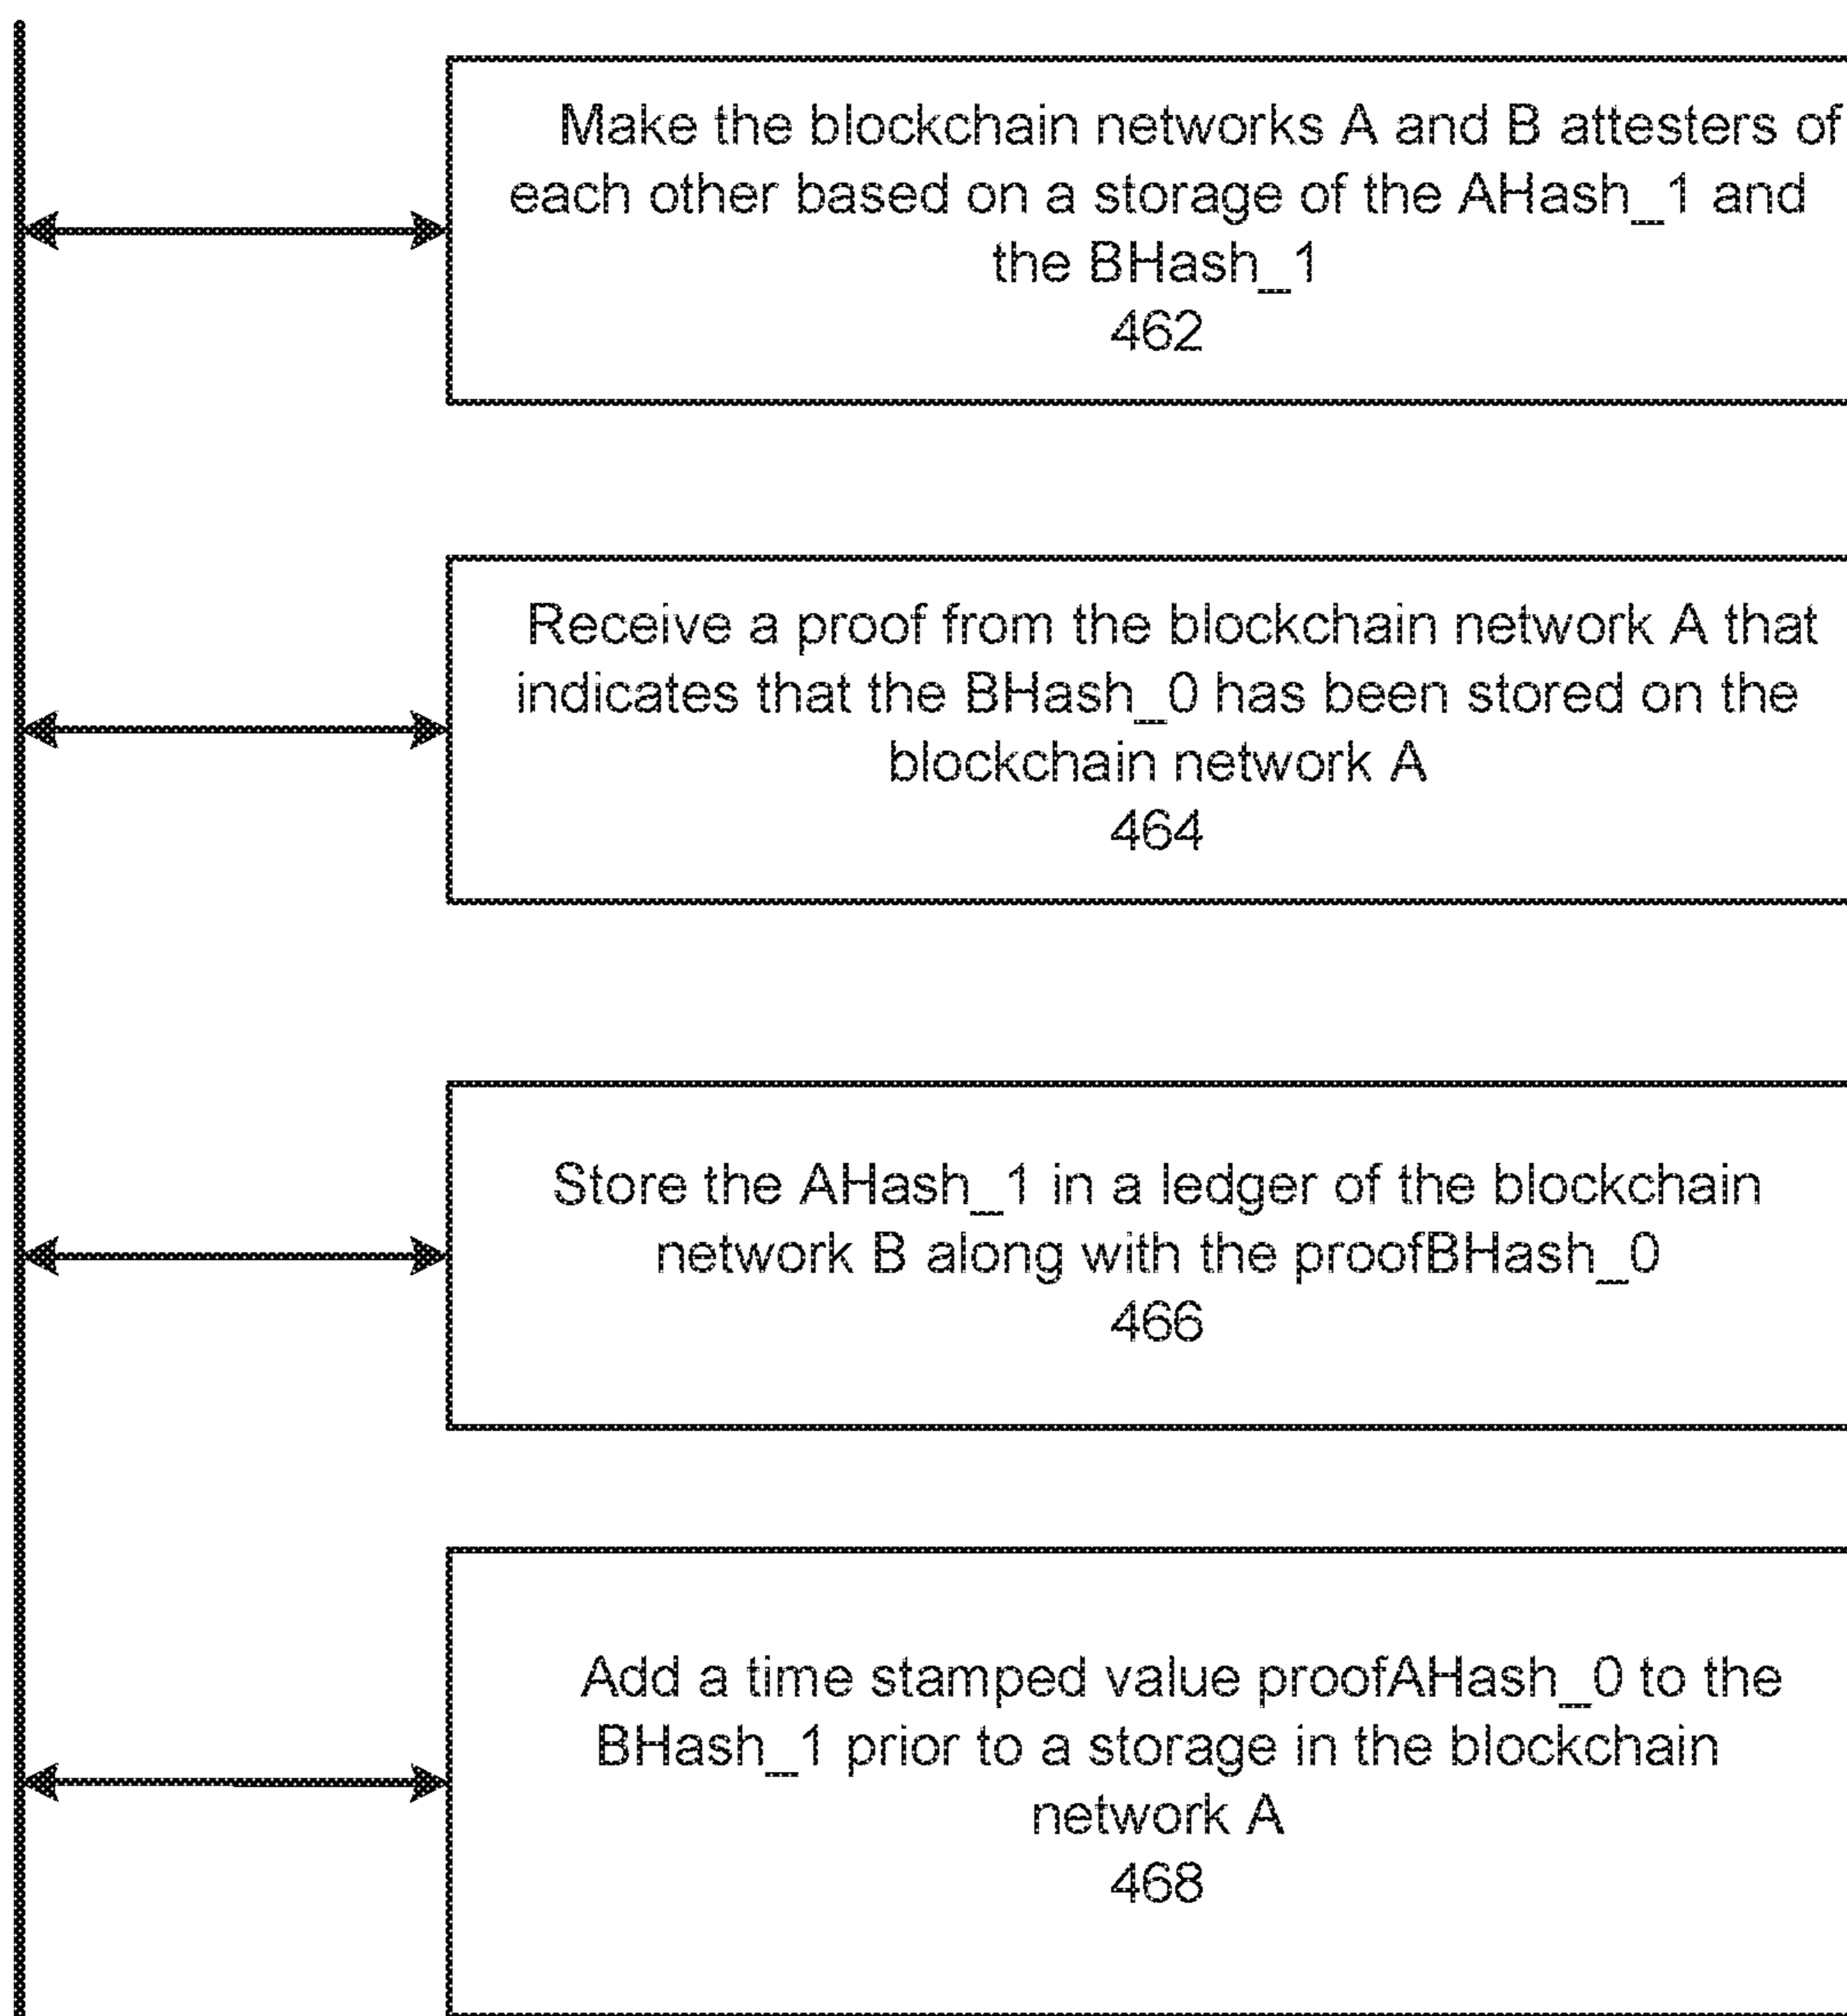 Make the blockchain networks A and B attesters of
each other based on a storage of the AHash_1 and
the BHash_1
462
Receive a proof from the blockchain network A that
indicates that the BHash_0 has been stored on the
blockchain network A
464
Store the AHash_1 in a ledger of the blockchain
network B along with the proofBHash_0
466
Add a time stamped value proofAHash_0 to the
BHash_1 prior to a storage in the blockchain
network A
468